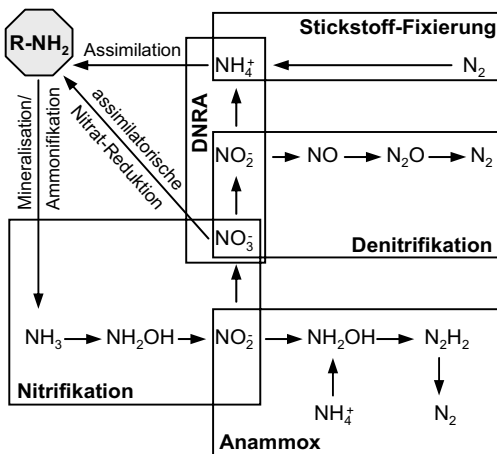 Stickstoff-Fixierung
R-NH₂
Assimilation
NH₄⁺
N₂
Mineralisation/
Ammonifikation
assimilatorische
Nitrat-Reduktion
DNRA
NO₂⁻
NO
N₂O
N₂
NO₃⁻
Denitrifikation
NH₃
NH₂OH
NO₂⁻
NH₂OH
N₂H₂
Nitrifikation
NH₄⁺
N₂
Anammox